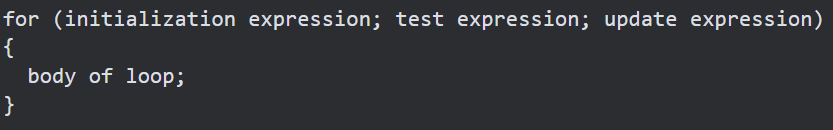 for (initialization expression; test expression; update expression)
{
  body of loop;
}